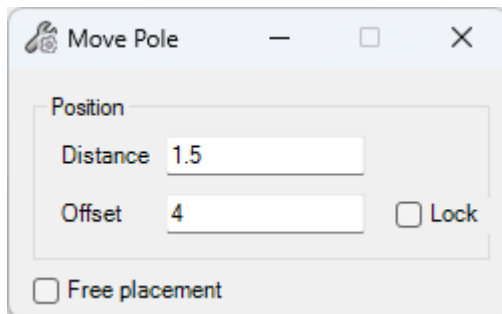 Move Pole
Position
Distance 1.5
Offset 4 Lock
Free placement